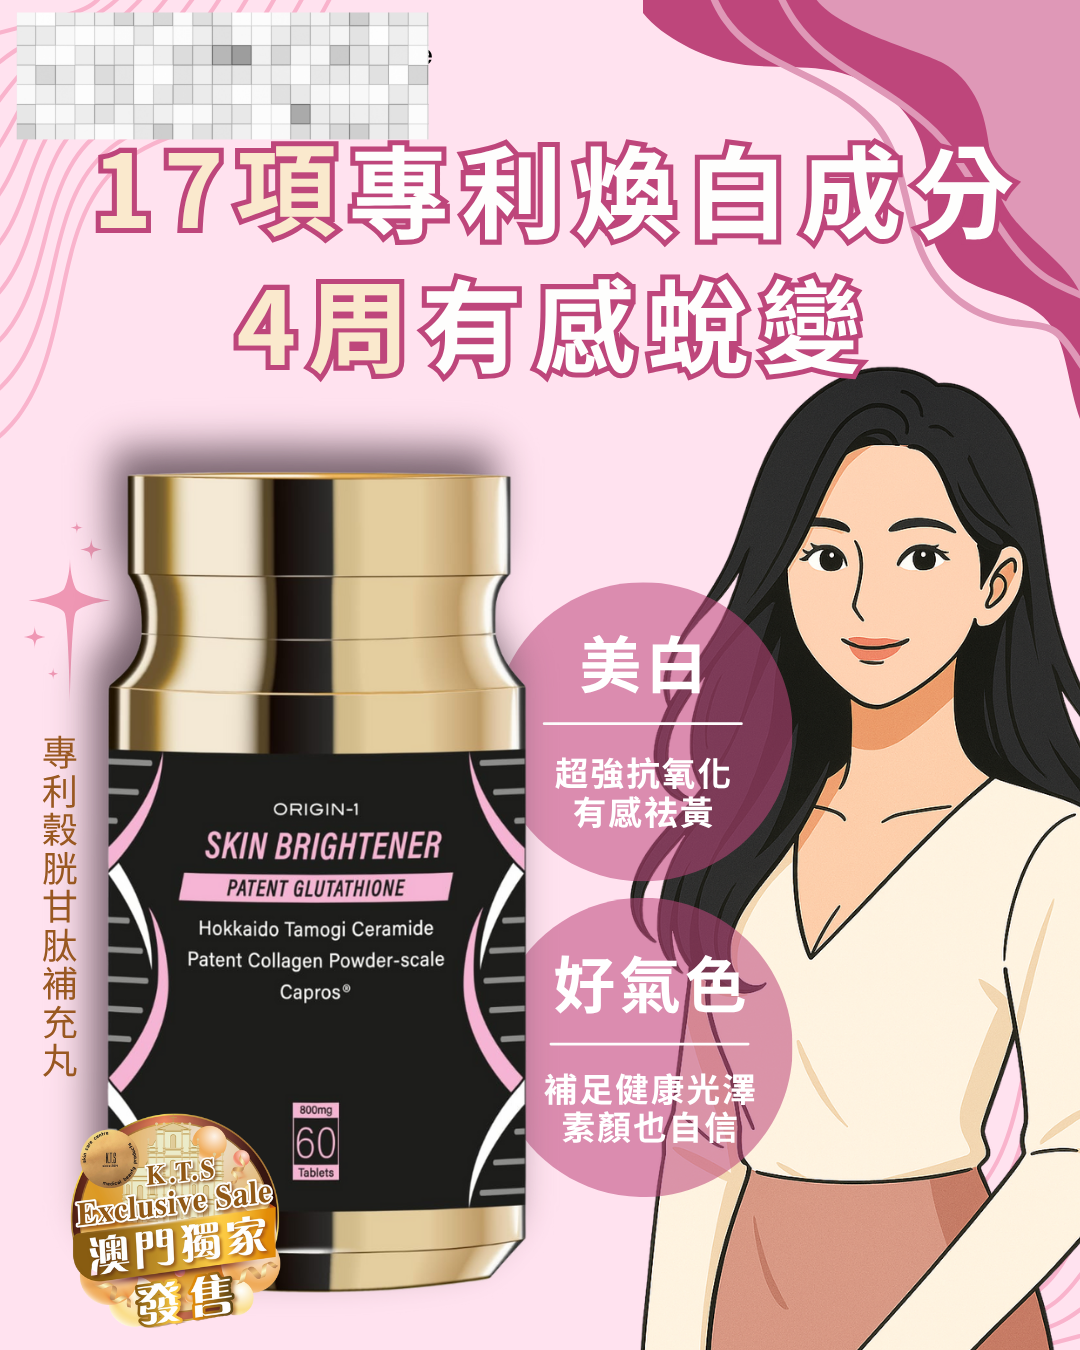 17項專利煥白成分
4周有感蛻變
美白
超強抗氧化
有感祛黃
好氣色
補足健康光澤
素顏也自信
專利穀胱甘肽補充丸
ORIGIN-1
SKIN BRIGHTENER
PATENT GLUTATHIONE
Hokkaido Tamogi Ceramide
Patent Collagen Powder-scale
Capros®
800mg
60
Tablets
K.T.S
K.T.S
Exclusive Sale
澳門獨家
發售